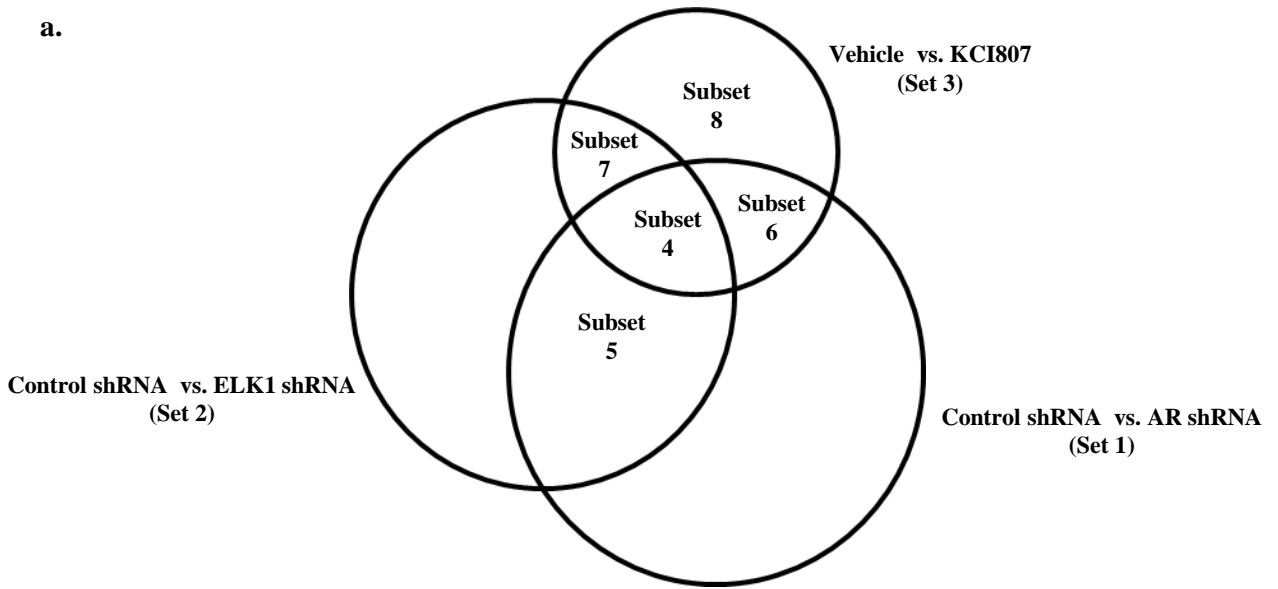 a.
Vehicle vs. KCI807
(Set 3)
Subset
8
Subset
7
Subset
4
Subset
6
Subset
5
Control shRNA vs. ELK1 shRNA
(Set 2)
Control shRNA vs. AR shRNA
(Set 1)